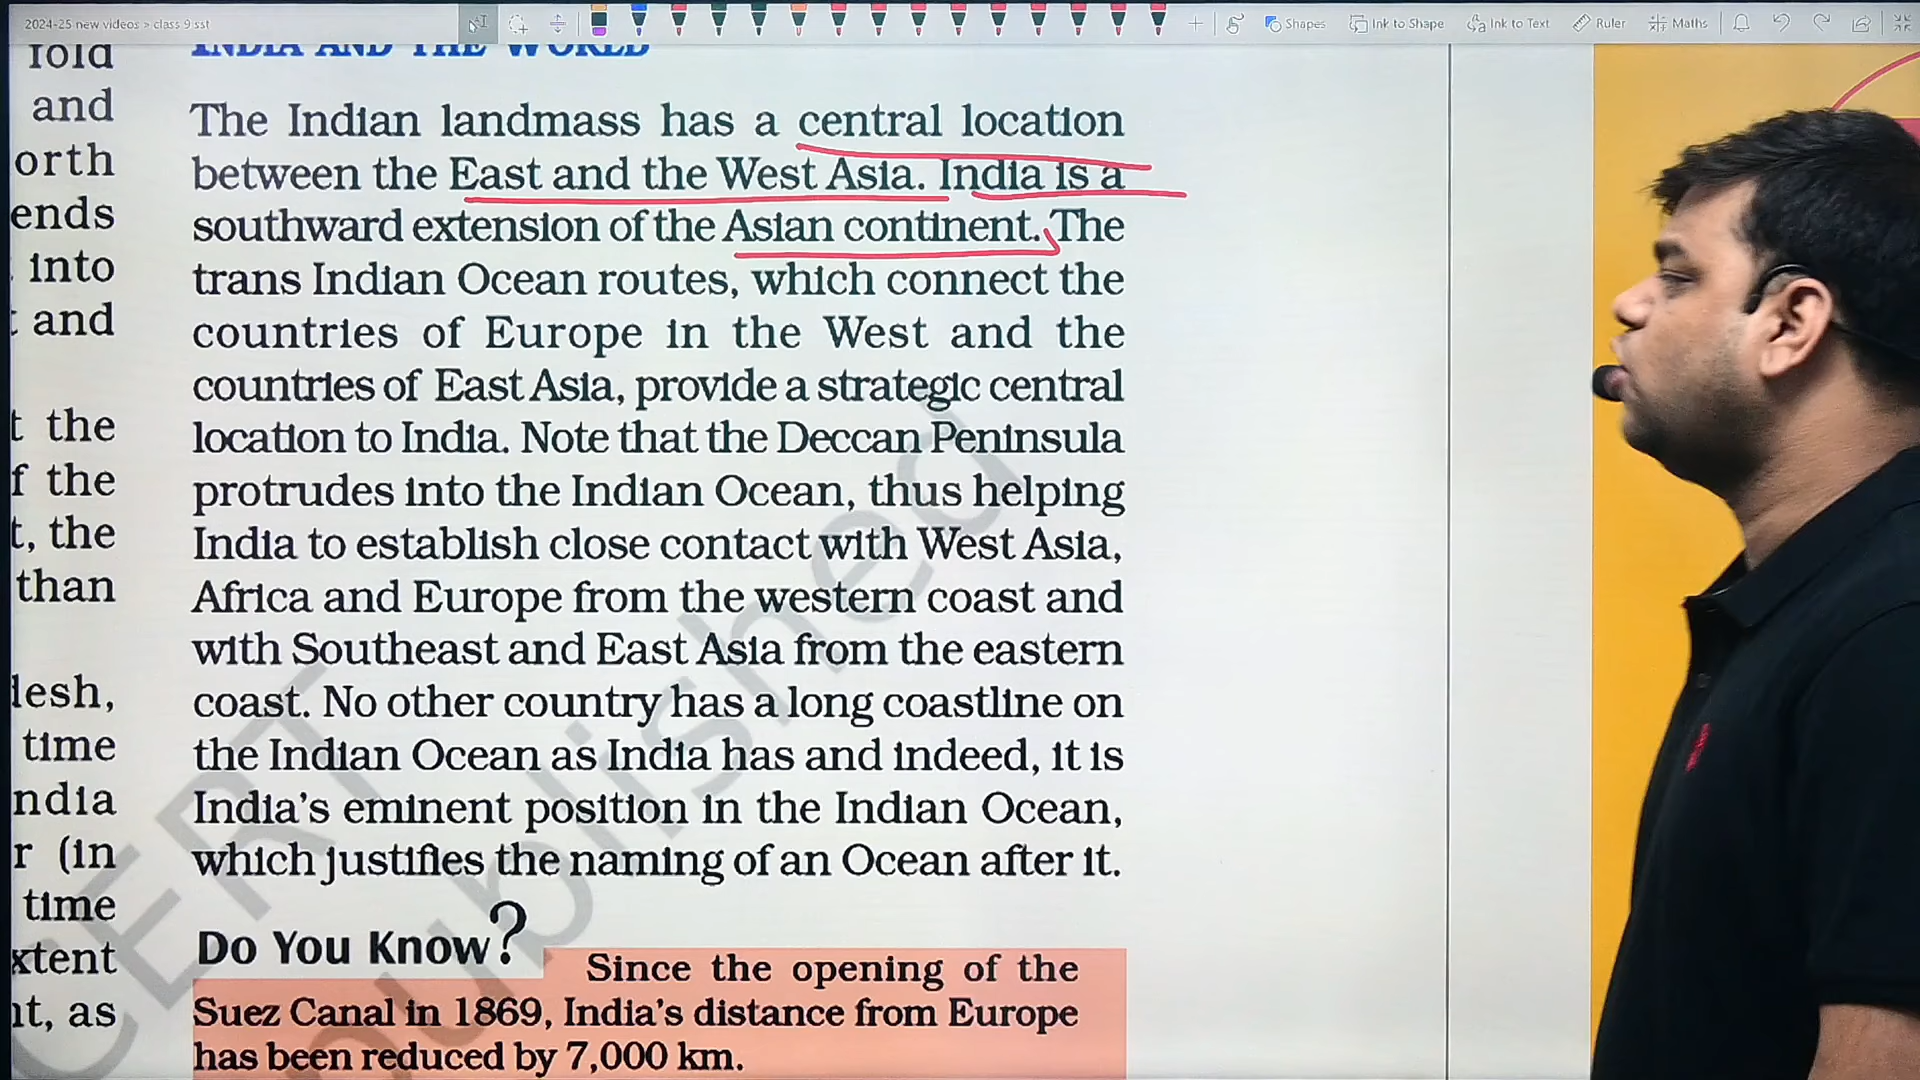 2024-25 new videos > class 9 sst
Shapes
Ink to Shape
Ink to Text
Ruler
Maths
fold
and
orth
ends
into
and
t the
f the
t, the
than
lesh,
time
ndia
r (in
time
xtent
nt, as
INDIA AND THE WORLD
The Indian landmass has a central location
between the East and the West Asia. India is a
southward extension of the Asian continent. The
trans Indian Ocean routes, which connect the
countries of Europe in the West and the
countries of East Asia, provide a strategic central
location to India. Note that the Deccan Peninsula
protrudes into the Indian Ocean, thus helping
India to establish close contact with West Asia,
Africa and Europe from the western coast and
with Southeast and East Asia from the eastern
coast. No other country has a long coastline on
the Indian Ocean as India has and indeed, it is
India's eminent position in the Indian Ocean,
which justifies the naming of an Ocean after it.
Do You Know?
Since the opening of the
Suez Canal in 1869, India's distance from Europe
has been reduced by 7,000 km.
CERT
published